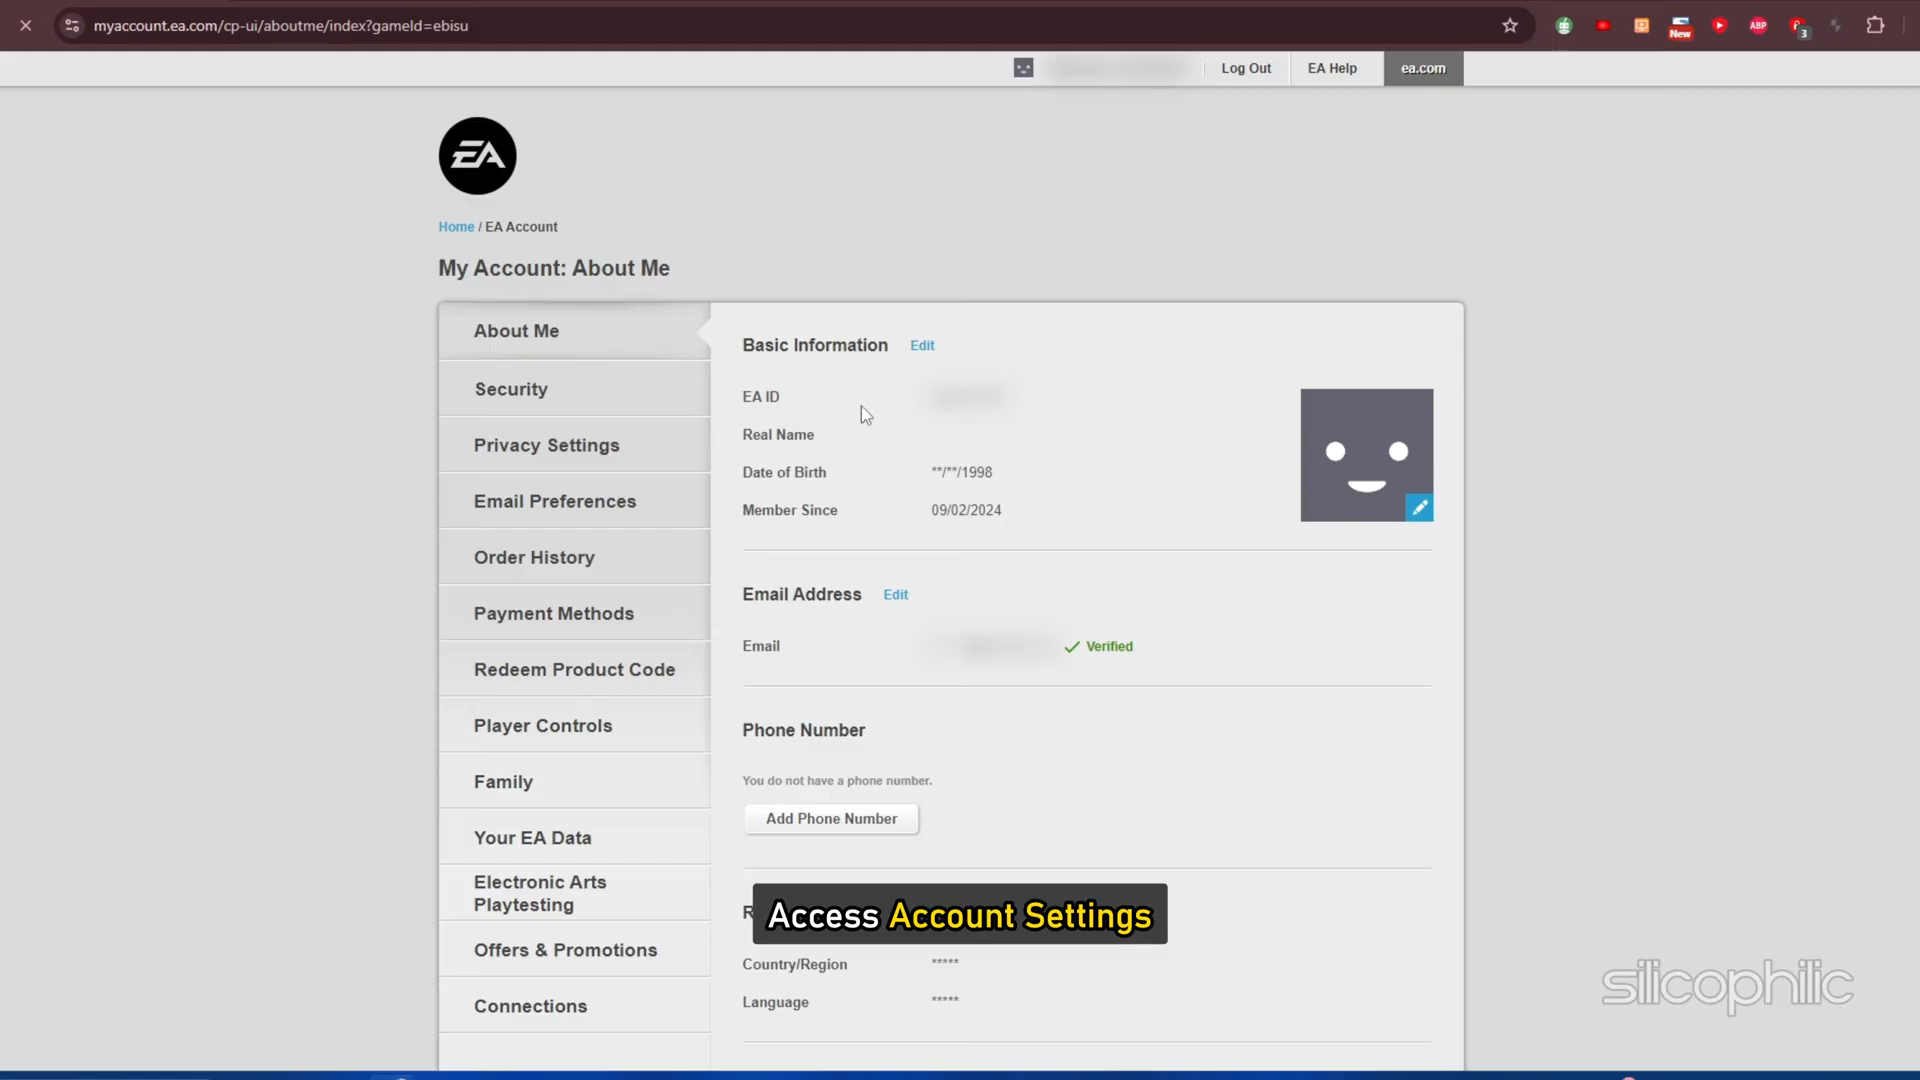 myaccount.ea.com/cp-ui/aboutme/index?gameId=ebisu
New
ABP
3
Log Out
EA Help
ea.com
EA
Home / EA Account
My Account: About Me
About Me
Security
Privacy Settings
Email Preferences
Order History
Payment Methods
Redeem Product Code
Player Controls
Family
Your EA Data
Electronic Arts
Playtesting
Offers & Promotions
Connections
Basic Information Edit
EA ID
Real Name
Date of Birth **/**/1998
Member Since 09/02/2024
Email Address Edit
Email Verified
Phone Number
You do not have a phone number.
Add Phone Number
Access Account Settings
Country/Region *****
Language *****
silicophilic